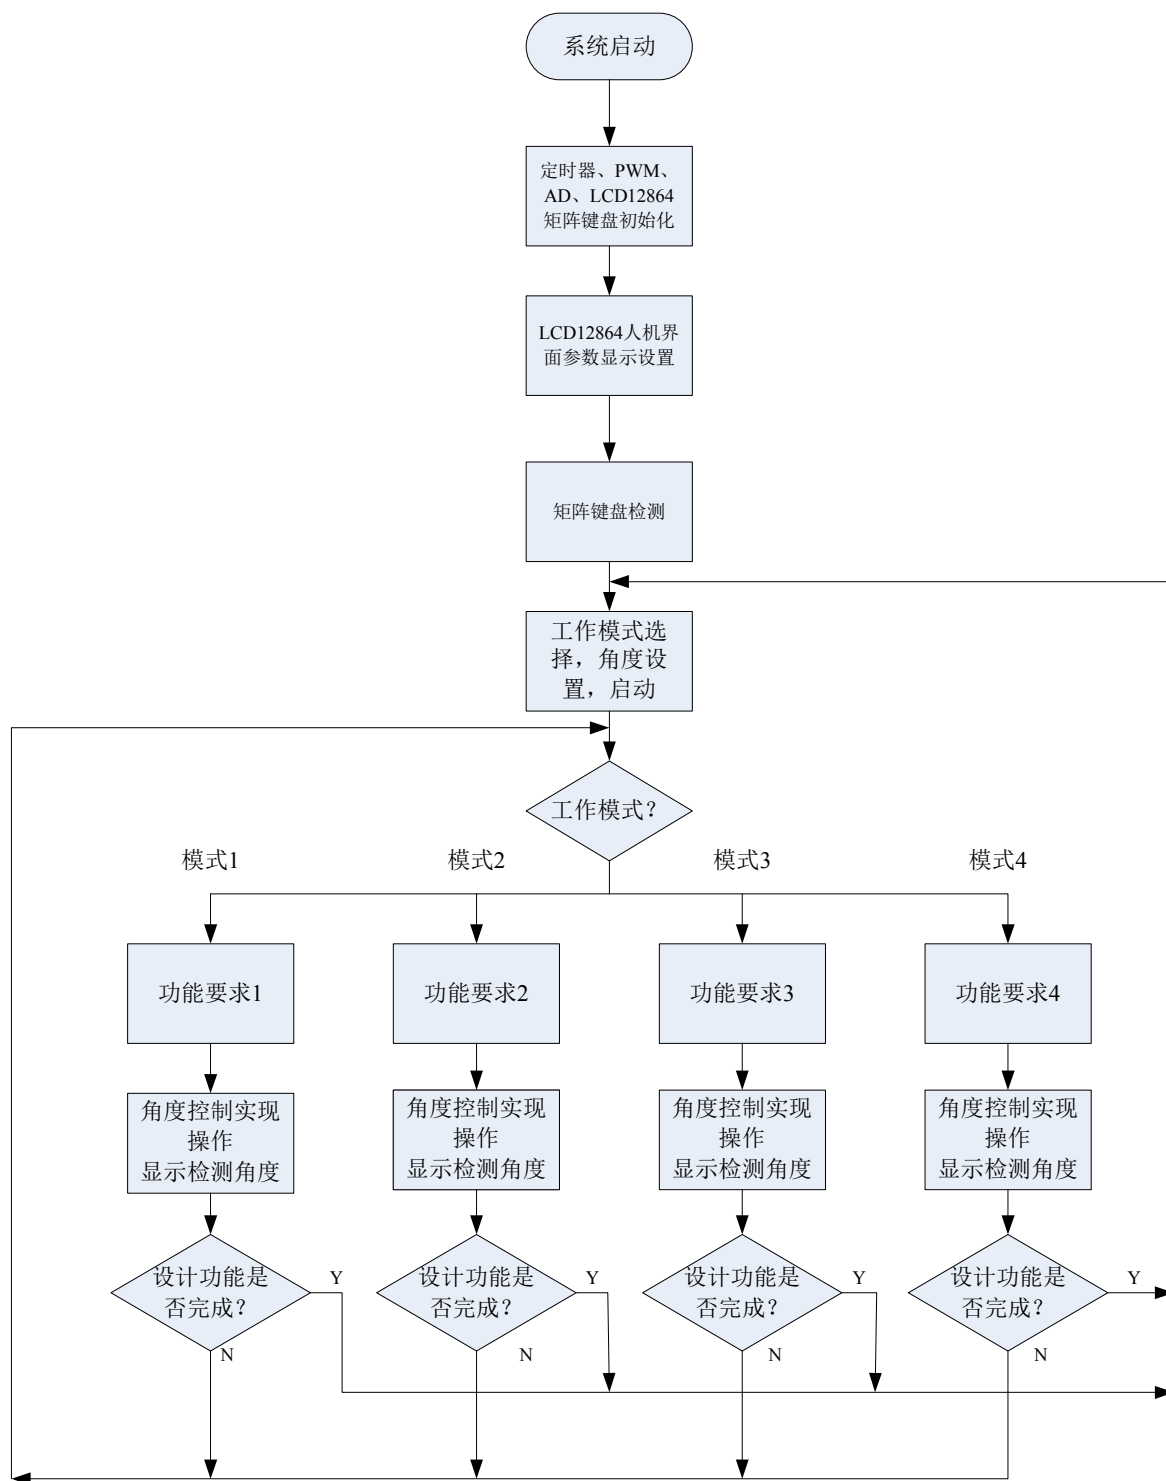 系统启动
定时器、PWM、
AD、LCD12864
矩阵键盘初始化
LCD12864人机界
面参数显示设置
矩阵键盘检测
工作模式选
择，角度设
置，启动
工作模式？
模式1
模式2
模式3
模式4
功能要求1
功能要求2
功能要求3
功能要求4
角度控制实现
操作
显示检测角度
角度控制实现
操作
显示检测角度
角度控制实现
操作
显示检测角度
角度控制实现
操作
显示检测角度
设计功能是
否完成？
Y
N
设计功能是
否完成？
Y
N
设计功能是
否完成？
Y
N
设计功能是
否完成？
Y
N